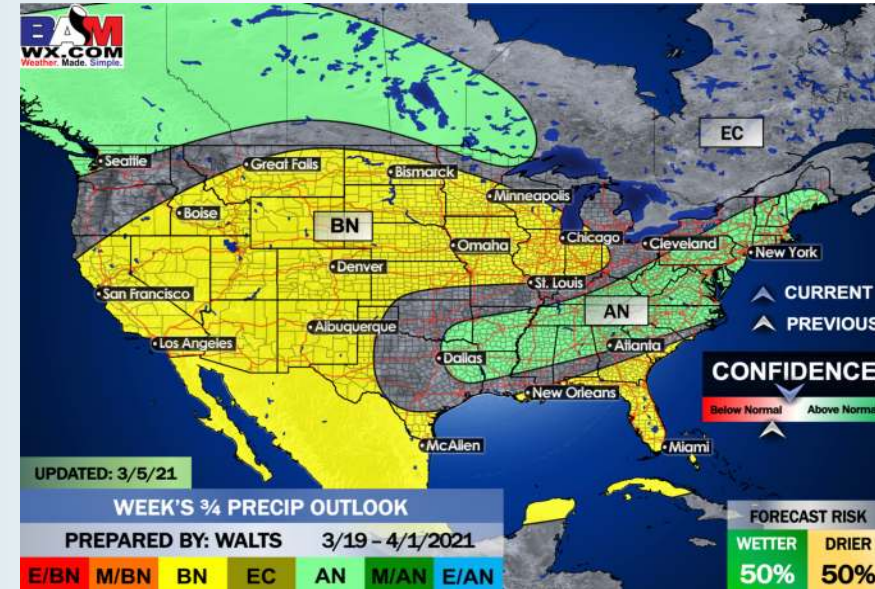 BAM
WX.COM
Weather. Made. Simple.
EC
Seattle
Great Falls
Bismarck
Minneapolis
Boise
BN
Omaha
Chicago
Cleveland
New York
Denver
St. Louis
San Francisco
AN
CURRENT
PREVIOUS
Albuquerque
Atlanta
Los Angeles
Dallas
CONFIDENCE
New Orleans
Below Normal
Above Norma
McAllen
Miami
UPDATED: 3/5/21
WEEK'S ¾ PRECIP OUTLOOK
PREPARED BY: WALTS 3/19 – 4/1/2021
E/BN M/BN BN EC AN M/AN E/AN
FORECAST RISK
WETTER DRIER
50% 50%